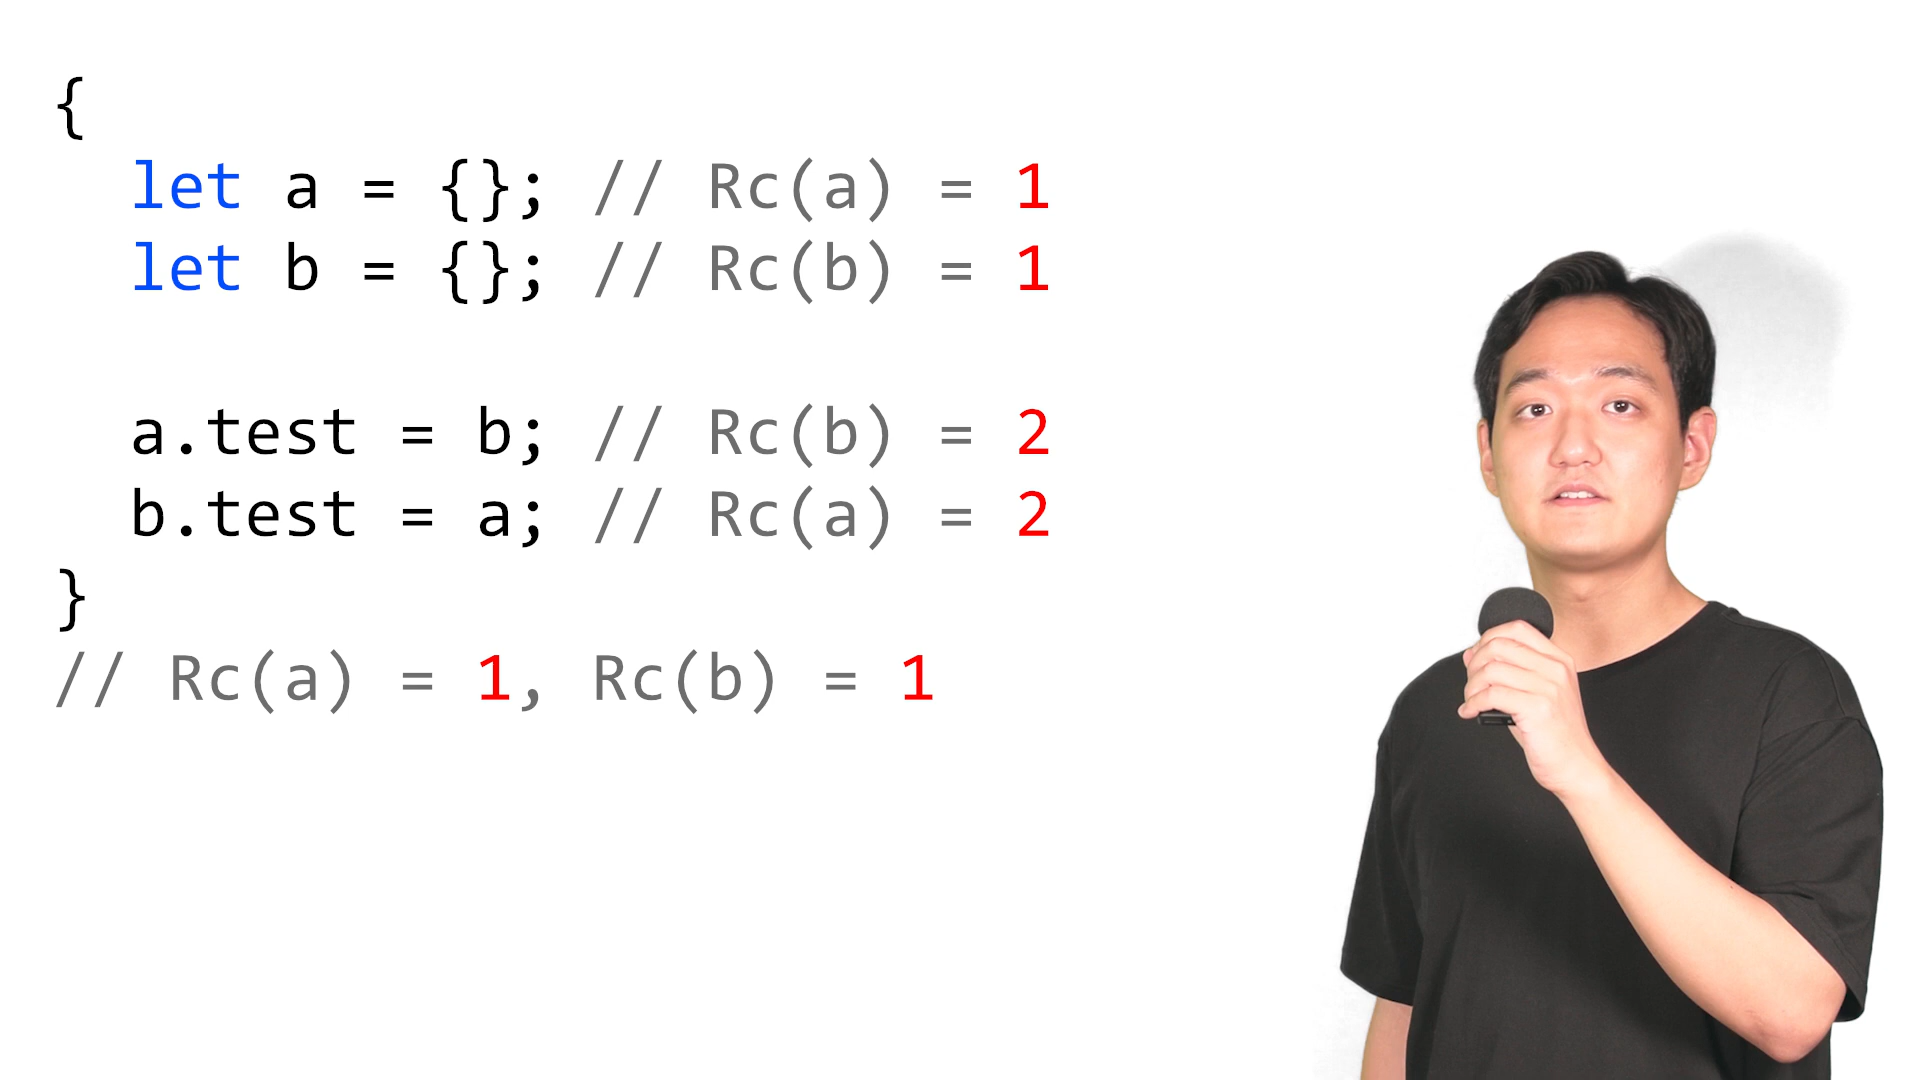 {
let a = {}; // Rc(a) = 1
let b = {}; // Rc(b) = 1
a.test = b; // Rc(b) = 2
b.test = a; // Rc(a) = 2
}
// Rc(a) = 1, Rc(b) = 1